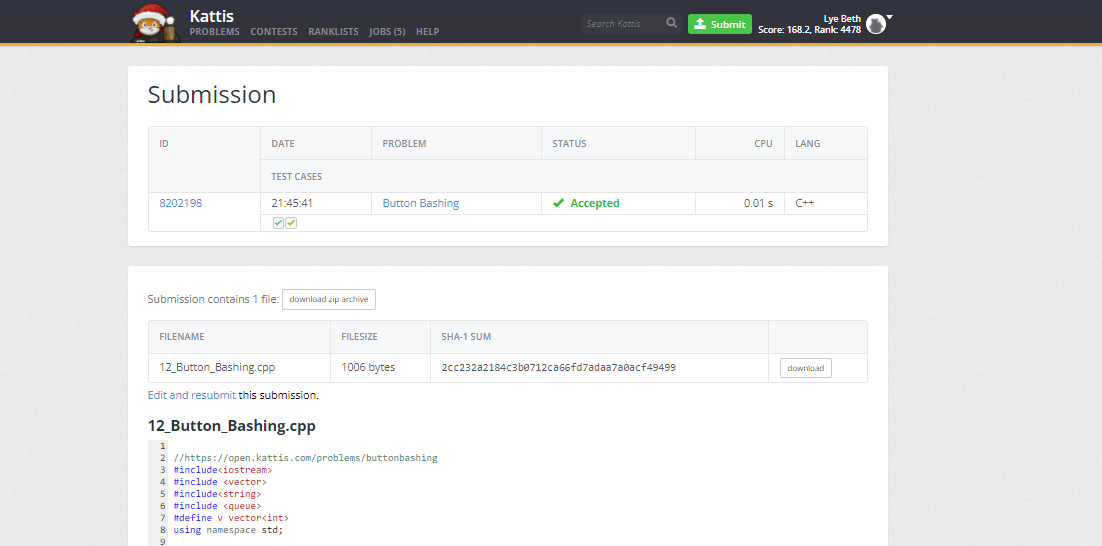 Kattis
PROBLEMS CONTESTS RANKLISTS JOBS (5) HELP
Search Kattis
Submit
Lye Beth
Score: 168.2, Rank: 4478
Submission
ID DATE PROBLEM STATUS CPU LANG
TEST CASES
8202198 21:45:41 Button Bashing Accepted 0.01 s C++
Submission contains 1 file: download zip archive
FILENAME FILESIZE SHA-1 SUM
12_Button_Bashing.cpp 1006 bytes 2cc232a2184c3b0712ca66fd7adaa7a0acf49499 download
Edit and resubmit this submission.
12_Button_Bashing.cpp
1
2 //https://open.kattis.com/problems/buttonbashing
3 #include<iostream>
4 #include <vector>
5 #include<string>
6 #include <queue>
7 #define v vector<int>
8 using namespace std;
9